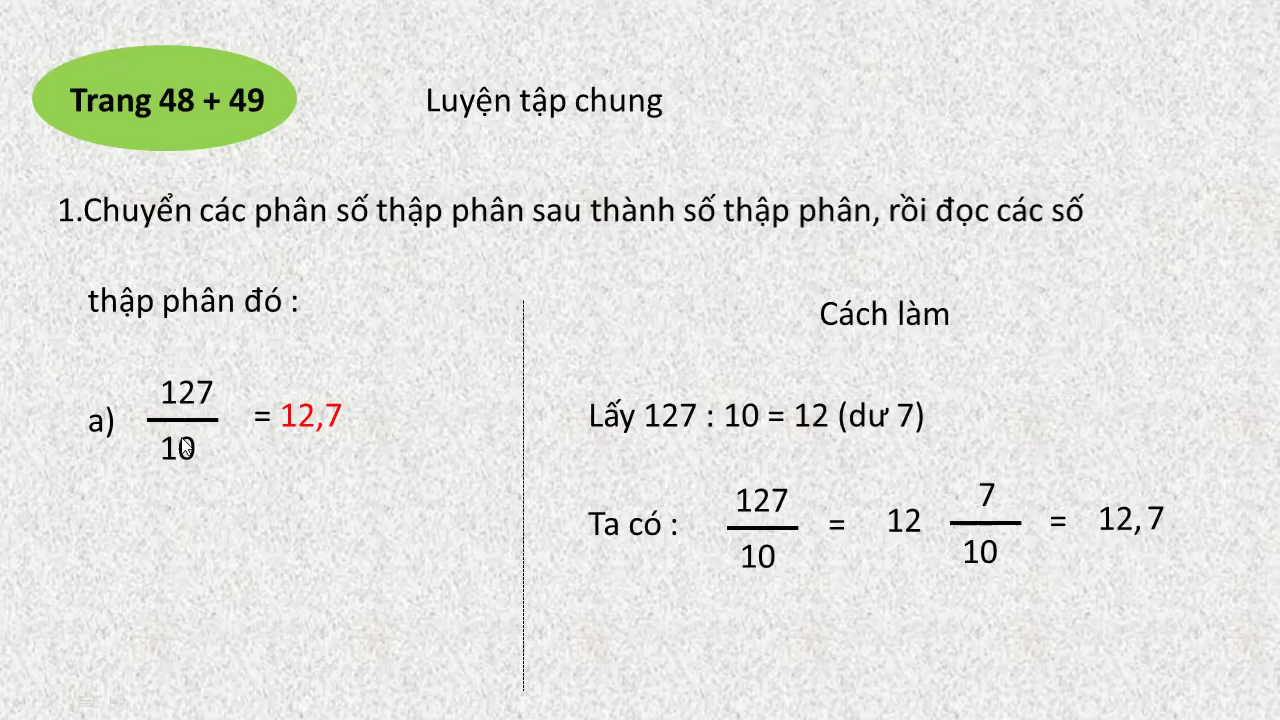 Trang 48 + 49
Luyện tập chung
1.Chuyển các phân số thập phân sau thành số thập phân, rồi đọc các số
thập phân đó :
a) 127/10 = 12,7
Cách làm
Lấy 127 : 10 = 12 (dư 7)
Ta có : 127/10 = 12 7/10 = 12, 7